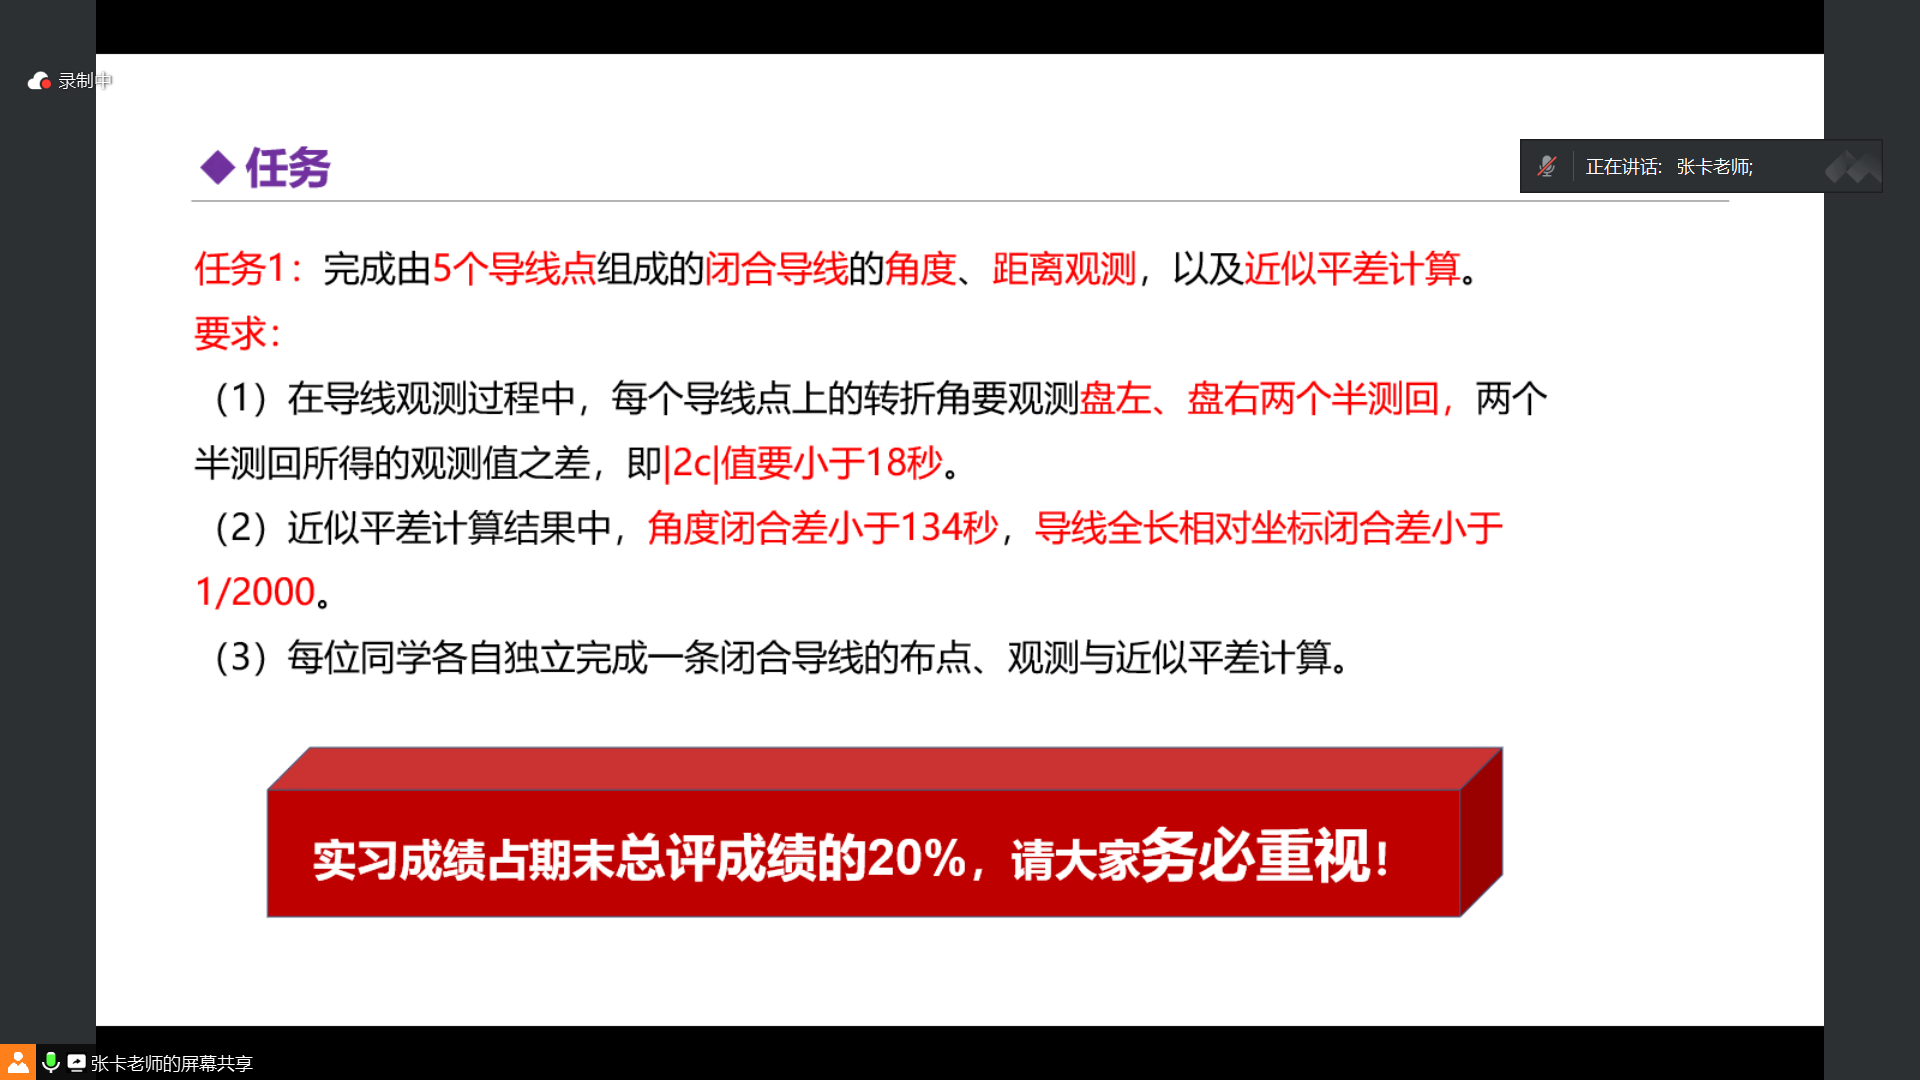 录制中
◆任务
正在讲话: 张卡老师;
任务1：完成由5个导线点组成的闭合导线的角度、距离观测，以及近似平差计算。
要求：
（1）在导线观测过程中，每个导线点上的转折角要观测盘左、盘右两个半测回，两个
半测回所得的观测值之差，即|2c|值要小于18秒。
（2）近似平差计算结果中，角度闭合差小于134秒，导线全长相对坐标闭合差小于
1/2000。
（3）每位同学各自独立完成一条闭合导线的布点、观测与近似平差计算。
实习成绩占期末总评成绩的20%，请大家务必重视！
张卡老师的屏幕共享